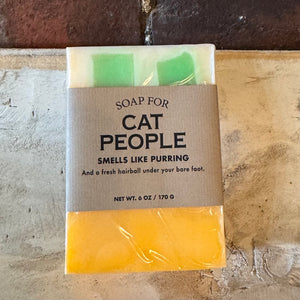 SOAP FOR
CAT
PEOPLE
SMELLS LIKE PURRING
And a fresh hairball under your bare foot.
NET WT. 6 OZ / 170 G